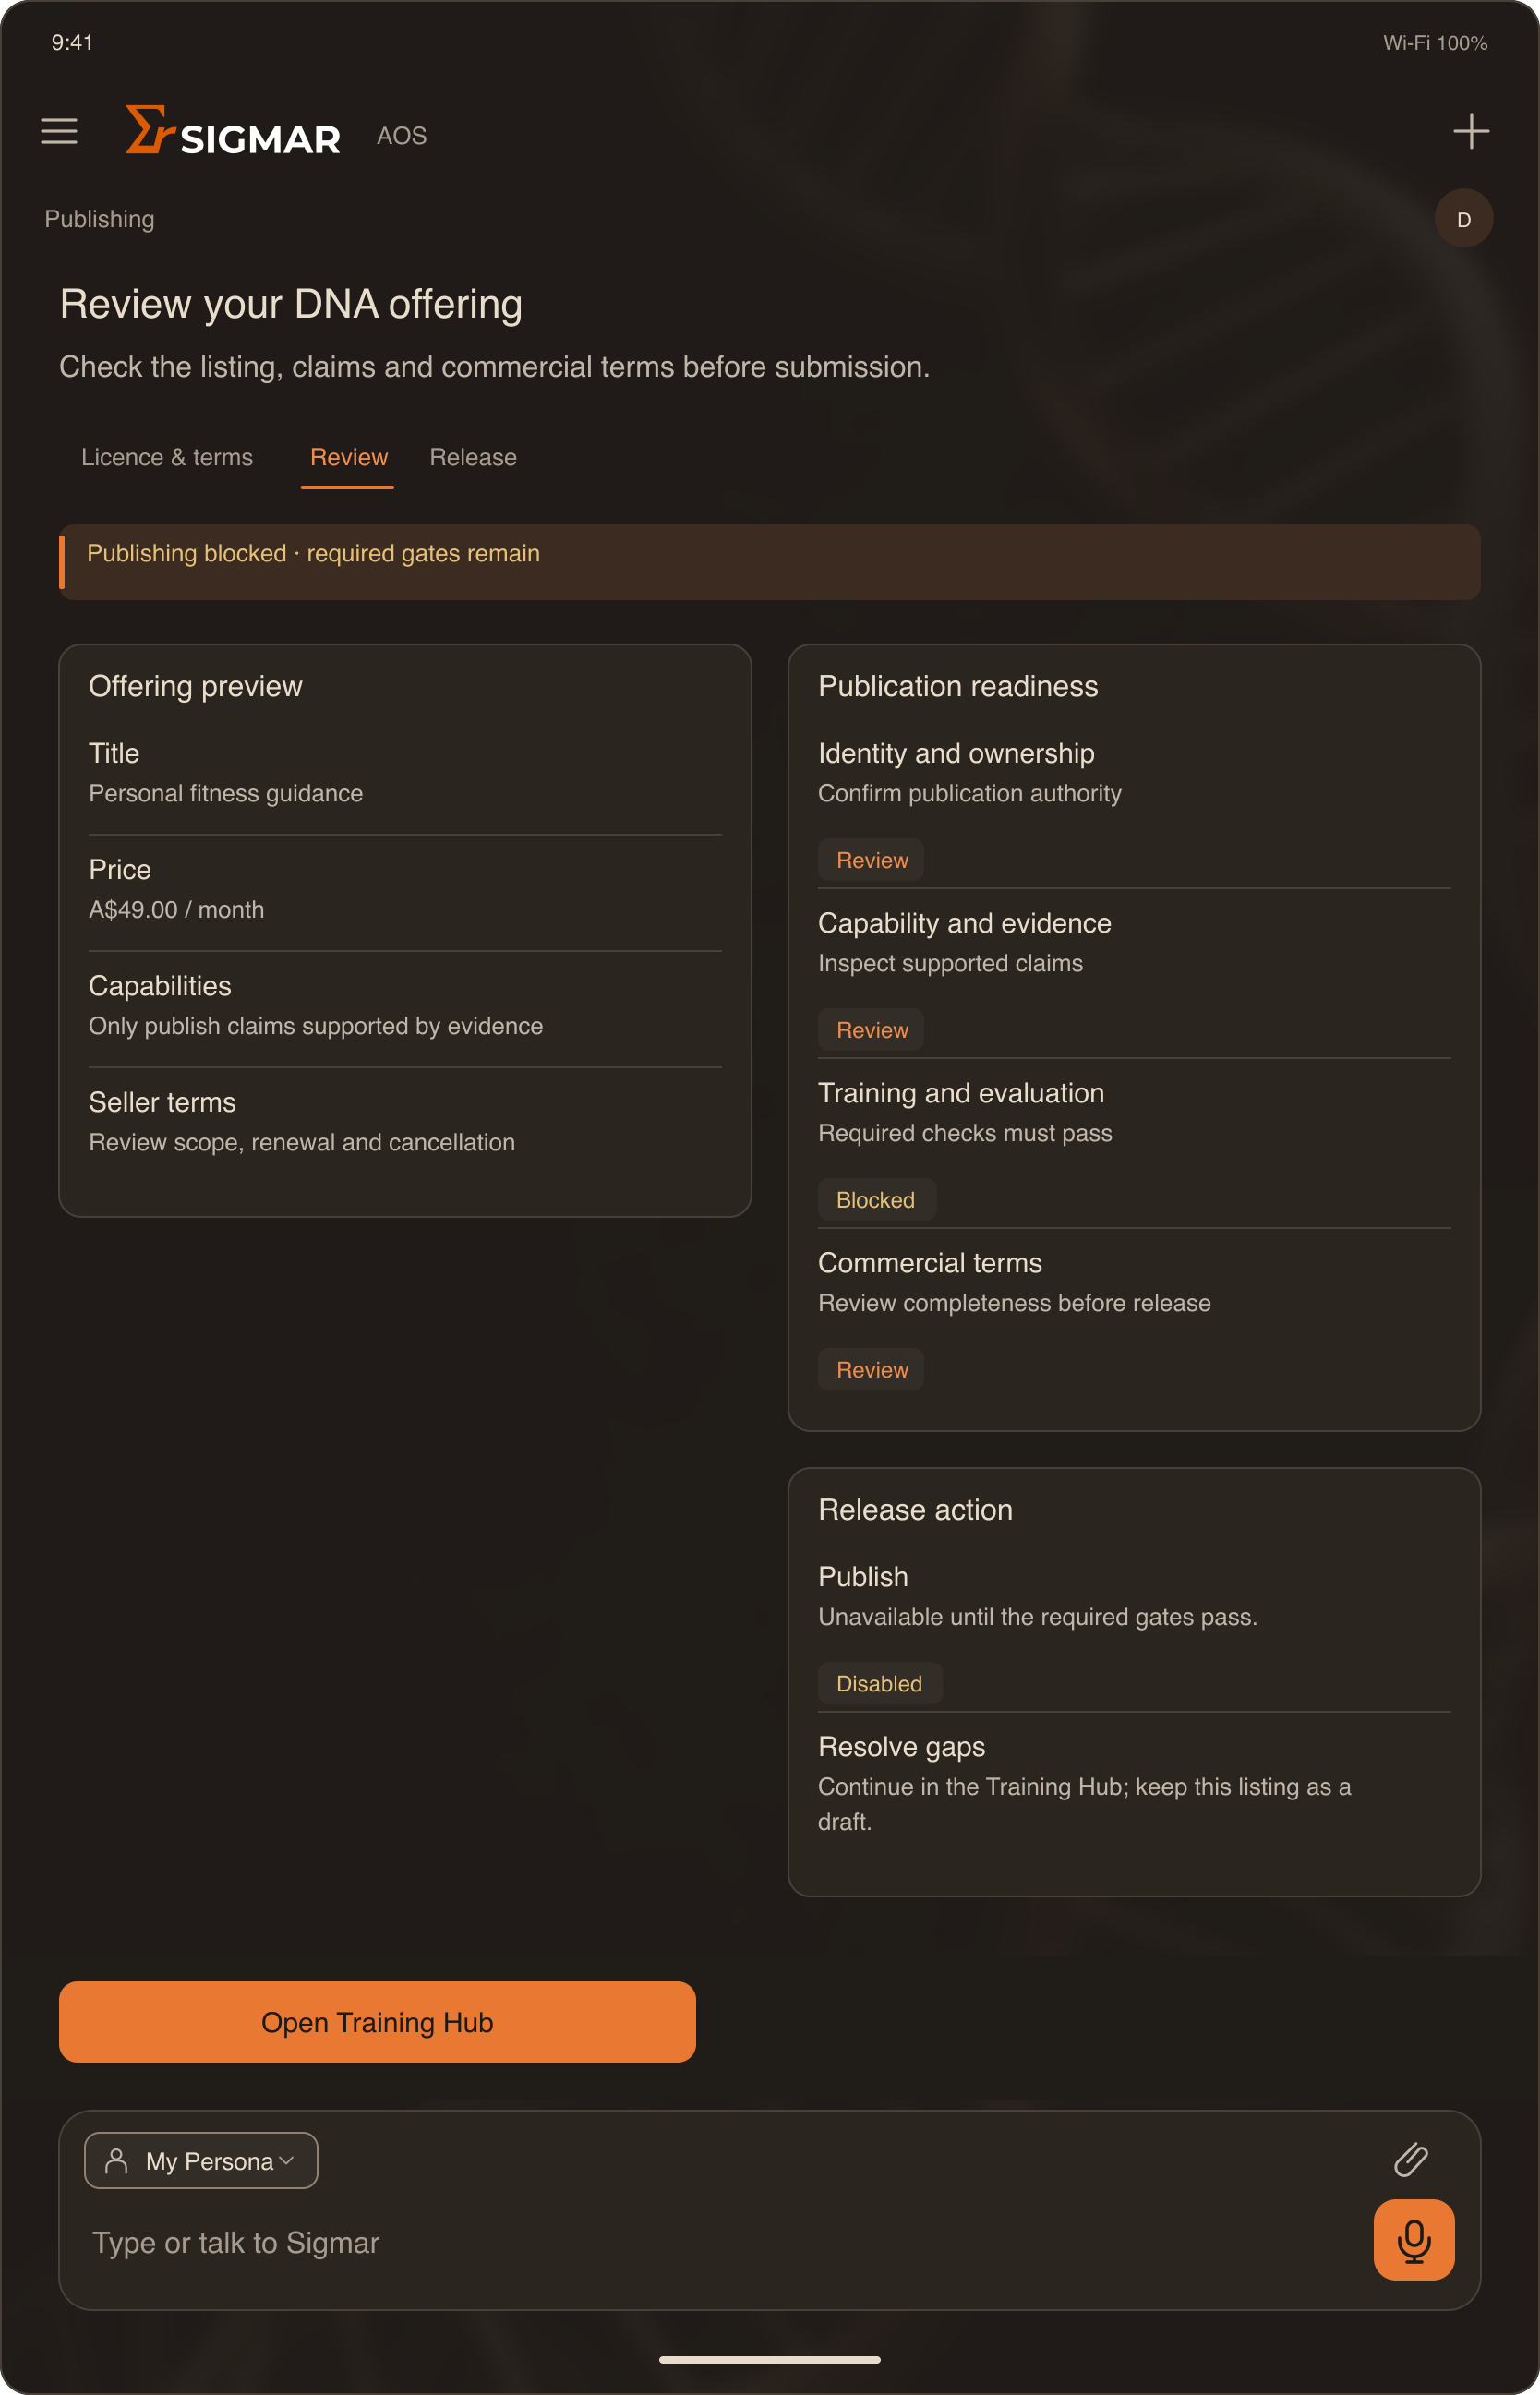 9:41
Wi-Fi 100%
Σr SIGMAR AOS
Publishing
D
Review your DNA offering
Check the listing, claims and commercial terms before submission.
Licence & terms
Review
Release
Publishing blocked · required gates remain
Offering preview
Title
Personal fitness guidance
Price
A$49.00 / month
Capabilities
Only publish claims supported by evidence
Seller terms
Review scope, renewal and cancellation
Publication readiness
Identity and ownership
Confirm publication authority
Review
Capability and evidence
Inspect supported claims
Review
Training and evaluation
Required checks must pass
Blocked
Commercial terms
Review completeness before release
Review
Release action
Publish
Unavailable until the required gates pass.
Disabled
Resolve gaps
Continue in the Training Hub; keep this listing as a
draft.
Open Training Hub
My Persona
Type or talk to Sigmar